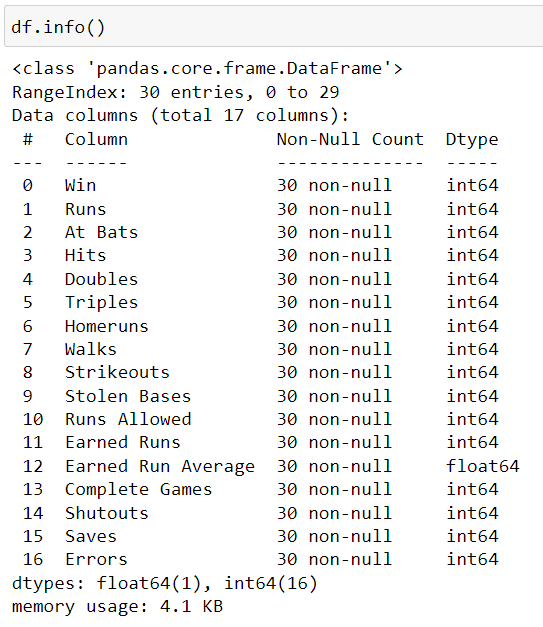 df.info()
<class 'pandas.core.frame.DataFrame'>
RangeIndex: 30 entries, 0 to 29
Data columns (total 17 columns):
 #   Column              Non-Null Count  Dtype
---  ------              --------------  -----
 0   Win                 30 non-null     int64
 1   Runs                30 non-null     int64
 2   At Bats             30 non-null     int64
 3   Hits                30 non-null     int64
 4   Doubles             30 non-null     int64
 5   Triples             30 non-null     int64
 6   Homeruns            30 non-null     int64
 7   Walks               30 non-null     int64
 8   Strikeouts          30 non-null     int64
 9   Stolen Bases        30 non-null     int64
 10  Runs Allowed        30 non-null     int64
 11  Earned Runs         30 non-null     int64
 12  Earned Run Average  30 non-null     float64
 13  Complete Games      30 non-null     int64
 14  Shutouts            30 non-null     int64
 15  Saves               30 non-null     int64
 16  Errors              30 non-null     int64
dtypes: float64(1), int64(16)
memory usage: 4.1 KB